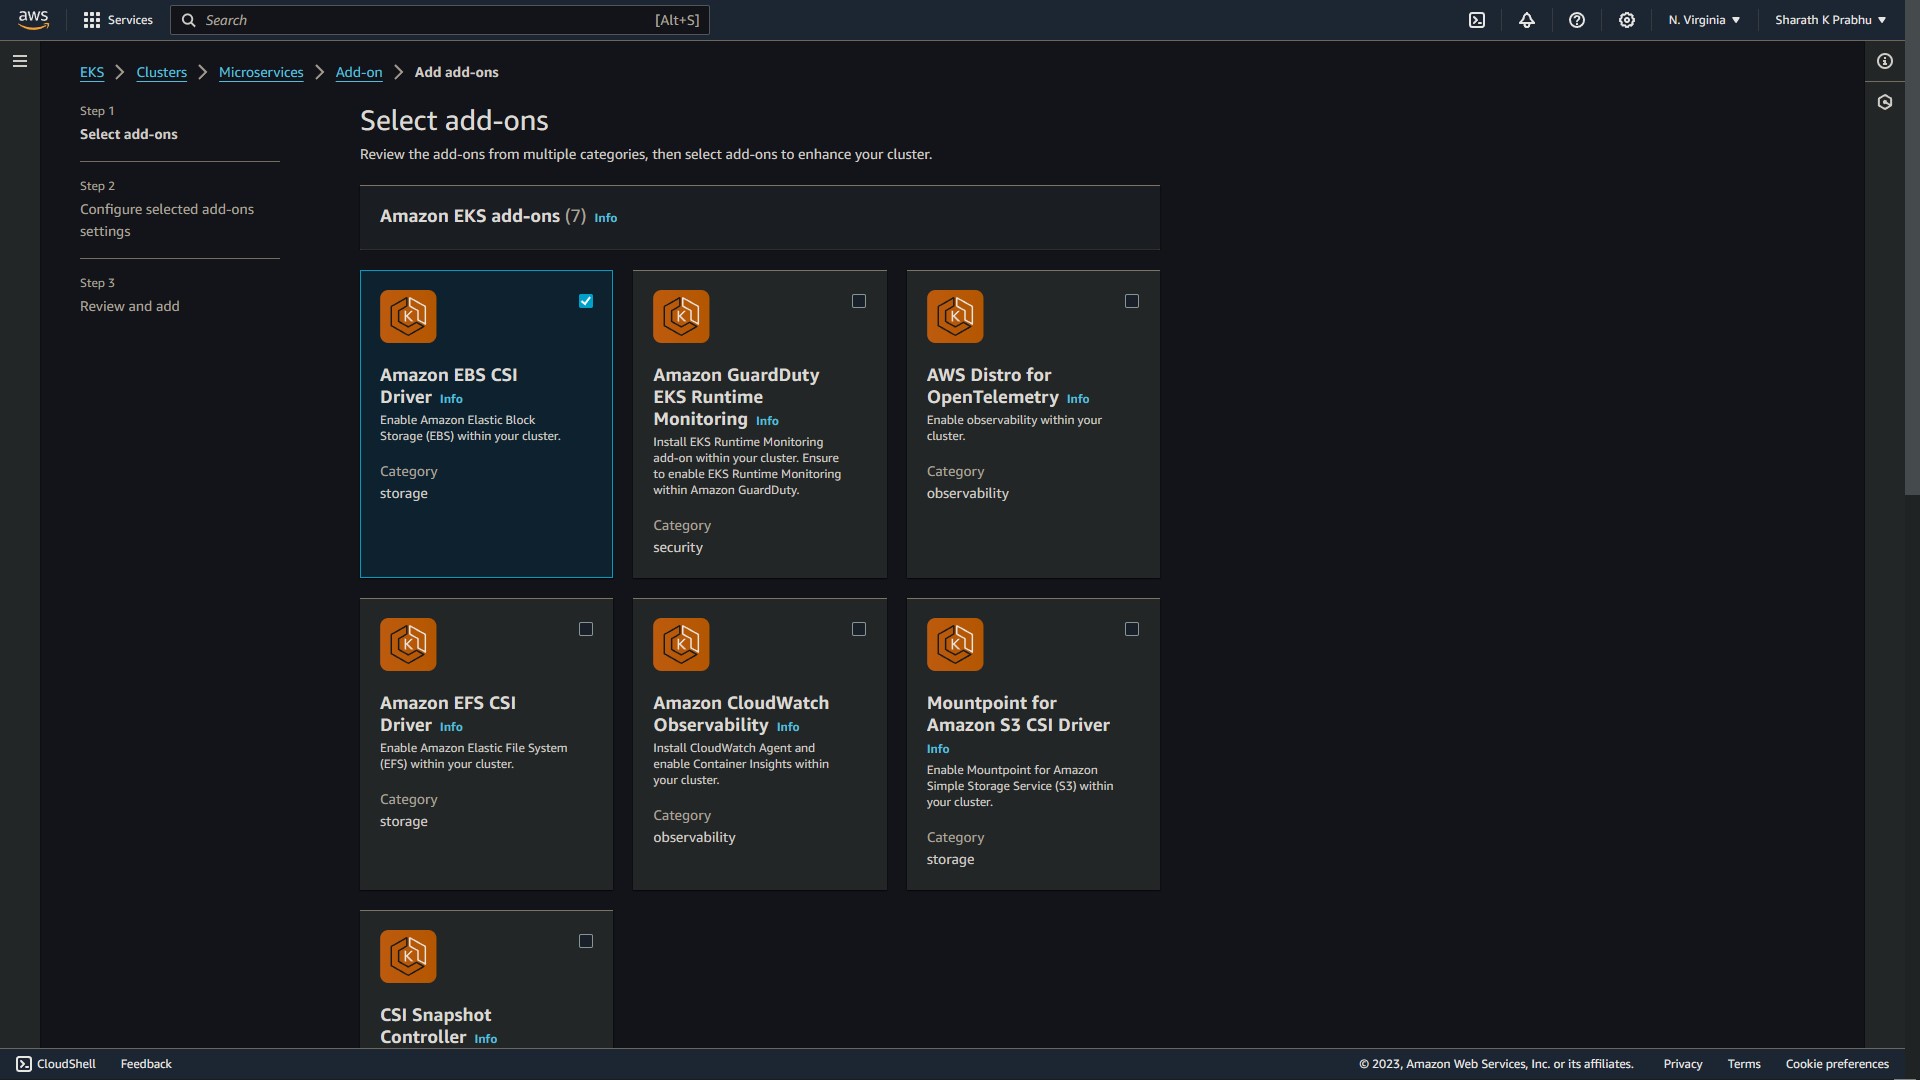 aws
Services
Search
[Alt+S]
N. Virginia
Sharath K Prabhu
EKS
Clusters
Microservices
Add-on
Add add-ons
Step 1
Select add-ons
Step 2
Configure selected add-ons
settings
Step 3
Review and add
Select add-ons
Review the add-ons from multiple categories, then select add-ons to enhance your cluster.
Amazon EKS add-ons (7) Info
Amazon EBS CSI
Driver Info
Enable Amazon Elastic Block
Storage (EBS) within your cluster.
Category
storage
Amazon GuardDuty
EKS Runtime
Monitoring Info
Install EKS Runtime Monitoring
add-on within your cluster. Ensure
to enable EKS Runtime Monitoring
within Amazon GuardDuty.
Category
security
AWS Distro for
OpenTelemetry Info
Enable observability within your
cluster.
Category
observability
Amazon EFS CSI
Driver Info
Enable Amazon Elastic File System
(EFS) within your cluster.
Category
storage
Amazon CloudWatch
Observability Info
Install CloudWatch Agent and
enable Container Insights within
your cluster.
Category
observability
Mountpoint for
Amazon S3 CSI Driver
Info
Enable Mountpoint for Amazon
Simple Storage Service (S3) within
your cluster.
Category
storage
CSI Snapshot
Controller Info
CloudShell
Feedback
© 2023, Amazon Web Services, Inc. or its affiliates.
Privacy
Terms
Cookie preferences